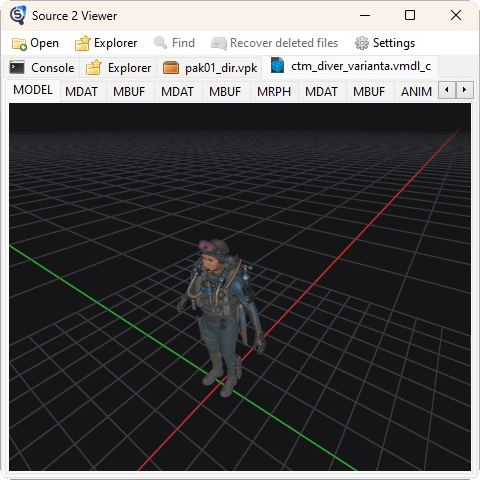 Source 2 Viewer
Open Explorer Find Recover deleted files Settings
Console Explorer pak01_dir.vpk ctm_diver_varianta.vmdl_c
MODEL MDAT MBUF MDAT MBUF MRPH MDAT MBUF ANIM